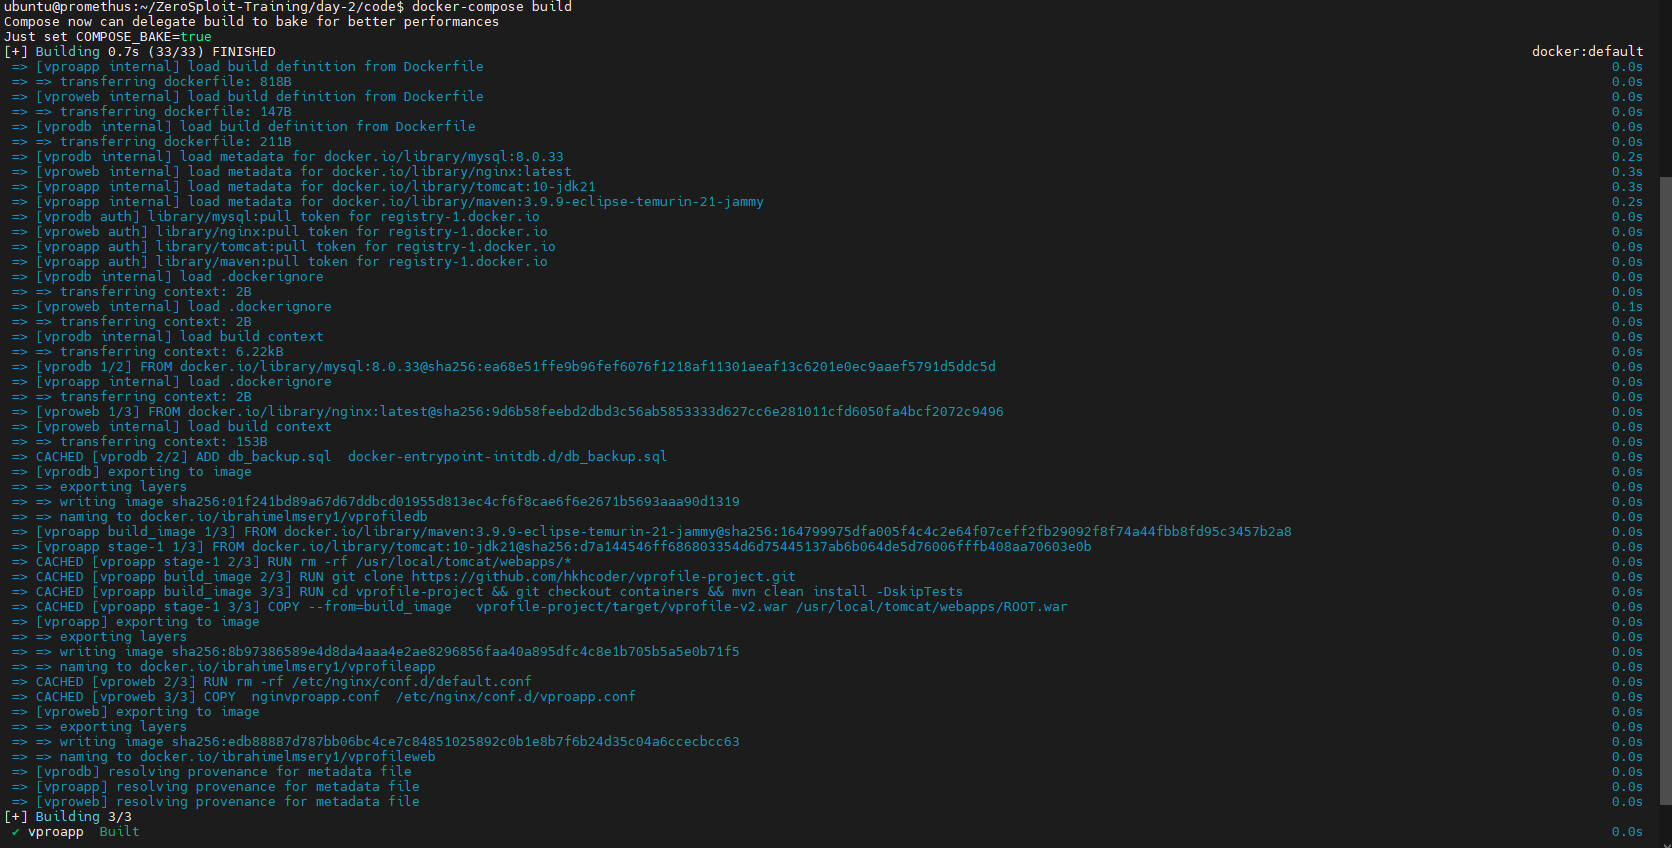 ubuntu@promethus:~/ZeroSploit-Training/day-2/code$ docker-compose build
Compose now can delegate build to bake for better performances
Just set COMPOSE_BAKE=true
[+] Building 0.7s (33/33) FINISHED docker:default
=> [vproapp internal] load build definition from Dockerfile 0.0s
=> => transferring dockerfile: 818B 0.0s
=> [vproweb internal] load build definition from Dockerfile 0.0s
=> => transferring dockerfile: 147B 0.0s
=> [vprodb internal] load build definition from Dockerfile 0.0s
=> => transferring dockerfile: 211B 0.0s
=> [vprodb internal] load metadata for docker.io/library/mysql:8.0.33 0.2s
=> [vproweb internal] load metadata for docker.io/library/nginx:latest 0.3s
=> [vproapp internal] load metadata for docker.io/library/tomcat:10-jdk21 0.3s
=> [vproapp internal] load metadata for docker.io/library/maven:3.9.9-eclipse-temurin-21-jammy 0.2s
=> [vprodb auth] library/mysql:pull token for registry-1.docker.io 0.0s
=> [vproweb auth] library/nginx:pull token for registry-1.docker.io 0.0s
=> [vproapp auth] library/tomcat:pull token for registry-1.docker.io 0.0s
=> [vproapp auth] library/maven:pull token for registry-1.docker.io 0.0s
=> [vprodb internal] load .dockerignore 0.0s
=> => transferring context: 2B 0.0s
=> [vproweb internal] load .dockerignore 0.1s
=> => transferring context: 2B 0.0s
=> [vprodb internal] load build context 0.0s
=> => transferring context: 6.22kB 0.0s
=> [vprodb 1/2] FROM docker.io/library/mysql:8.0.33@sha256:ea68e51ffe9b96fef6076f1218af11301aeaf13c6201e0ec9aaef5791d5ddc5d 0.0s
=> [vproapp internal] load .dockerignore 0.0s
=> => transferring context: 2B 0.0s
=> [vproweb 1/3] FROM docker.io/library/nginx:latest@sha256:9d6b58feebd2dbd3c56ab5853333d627cc6e281011cfd6050fa4bcf2072c9496 0.0s
=> [vproweb internal] load build context 0.0s
=> => transferring context: 153B 0.0s
=> CACHED [vprodb 2/2] ADD db_backup.sql  docker-entrypoint-initdb.d/db_backup.sql 0.0s
=> [vprodb] exporting to image 0.0s
=> => exporting layers 0.0s
=> => writing image sha256:01f241bd89a67d67ddbcd01955d813ec4cf6f8cae6f6e2671b5693aaa90d1319 0.0s
=> => naming to docker.io/ibrahimelmsery1/vprofiledb 0.0s
=> [vproapp build_image 1/3] FROM docker.io/library/maven:3.9.9-eclipse-temurin-21-jammy@sha256:164799975dfa005f4c4c2e64f07ceff2fb29092f8f74a44fbb8fd95c3457b2a8 0.0s
=> [vproapp stage-1 1/3] FROM docker.io/library/tomcat:10-jdk21@sha256:d7a144546ff686803354d6d75445137ab6b064de5d76006fffb408aa70603e0b 0.0s
=> CACHED [vproapp stage-1 2/3] RUN rm -rf /usr/local/tomcat/webapps/* 0.0s
=> CACHED [vproapp build_image 2/3] RUN git clone https://github.com/hkhcoder/vprofile-project.git 0.0s
=> CACHED [vproapp build_image 3/3] RUN cd vprofile-project && git checkout containers && mvn clean install -DskipTests 0.0s
=> CACHED [vproapp stage-1 3/3] COPY --from=build_image   vprofile-project/target/vprofile-v2.war /usr/local/tomcat/webapps/ROOT.war 0.0s
=> [vproapp] exporting to image 0.0s
=> => exporting layers 0.0s
=> => writing image sha256:8b97386589e4d8da4aaa4e2ae8296856faa40a895dfc4c8e1b705b5a5e0b71f5 0.0s
=> => naming to docker.io/ibrahimelmsery1/vprofileapp 0.0s
=> CACHED [vproweb 2/3] RUN rm -rf /etc/nginx/conf.d/default.conf 0.0s
=> CACHED [vproweb 3/3] COPY  nginvproapp.conf  /etc/nginx/conf.d/vproapp.conf 0.0s
=> [vproweb] exporting to image 0.0s
=> => exporting layers 0.0s
=> => writing image sha256:edb88887d787bb06bc4ce7c84851025892c0b1e8b7f6b24d35c04a6ccecbcc63 0.0s
=> => naming to docker.io/ibrahimelmsery1/vprofileweb 0.0s
=> [vprodb] resolving provenance for metadata file 0.0s
=> [vproapp] resolving provenance for metadata file 0.0s
=> [vproweb] resolving provenance for metadata file 0.0s
[+] Building 3/3
✔ vproapp  Built 0.0s